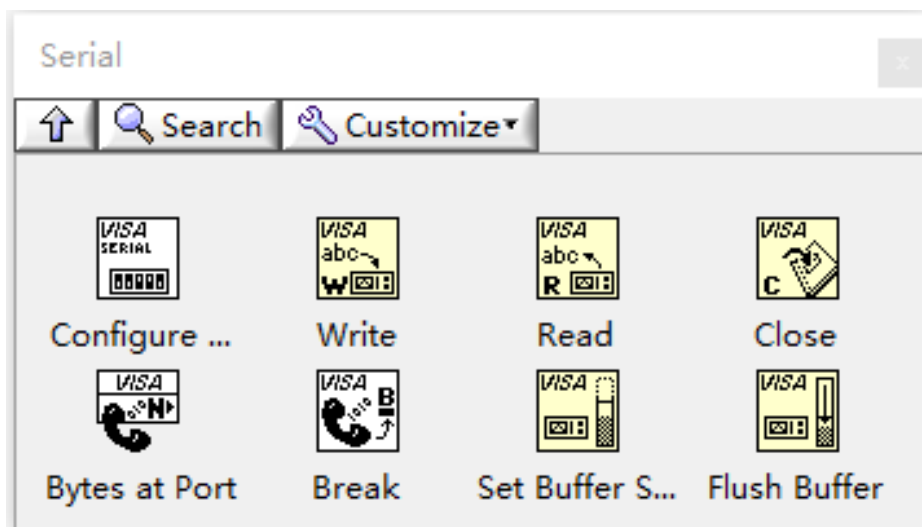 Serial
x
Search Customize
VISA VISA VISA VISA
SERIAL abc abc
W R C
Configure ... Write Read Close
VISA VISA VISA VISA
N B
Bytes at Port Break Set Buffer S... Flush Buffer